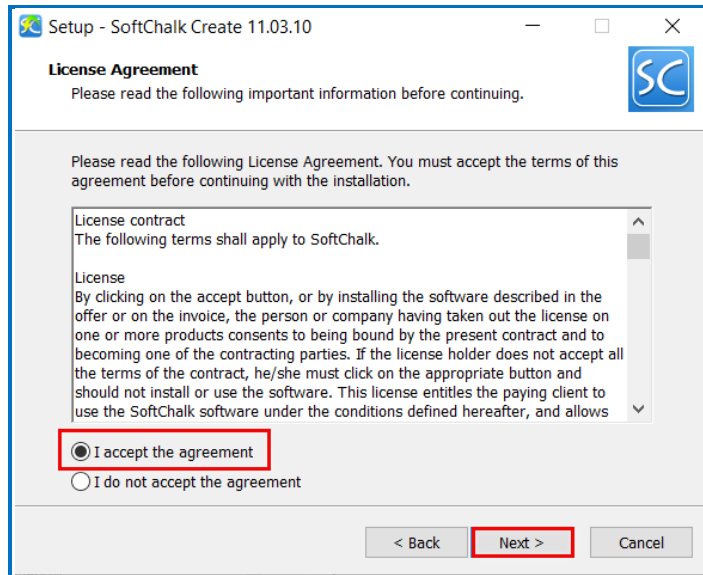 Setup - SoftChalk Create 11.03.10
License Agreement
Please read the following important information before continuing.
SC
Please read the following License Agreement. You must accept the terms of this
agreement before continuing with the installation.
License contract
The following terms shall apply to SoftChalk.
License
By clicking on the accept button, or by installing the software described in the
offer or on the invoice, the person or company having taken out the license on
one or more products consents to being bound by the present contract and to
becoming one of the contracting parties. If the license holder does not accept all
the terms of the contract, he/she must click on the appropriate button and
should not install or use the software. This license entitles the paying client to
use the SoftChalk software under the conditions defined hereafter, and allows
I accept the agreement
I do not accept the agreement
< Back Next > Cancel